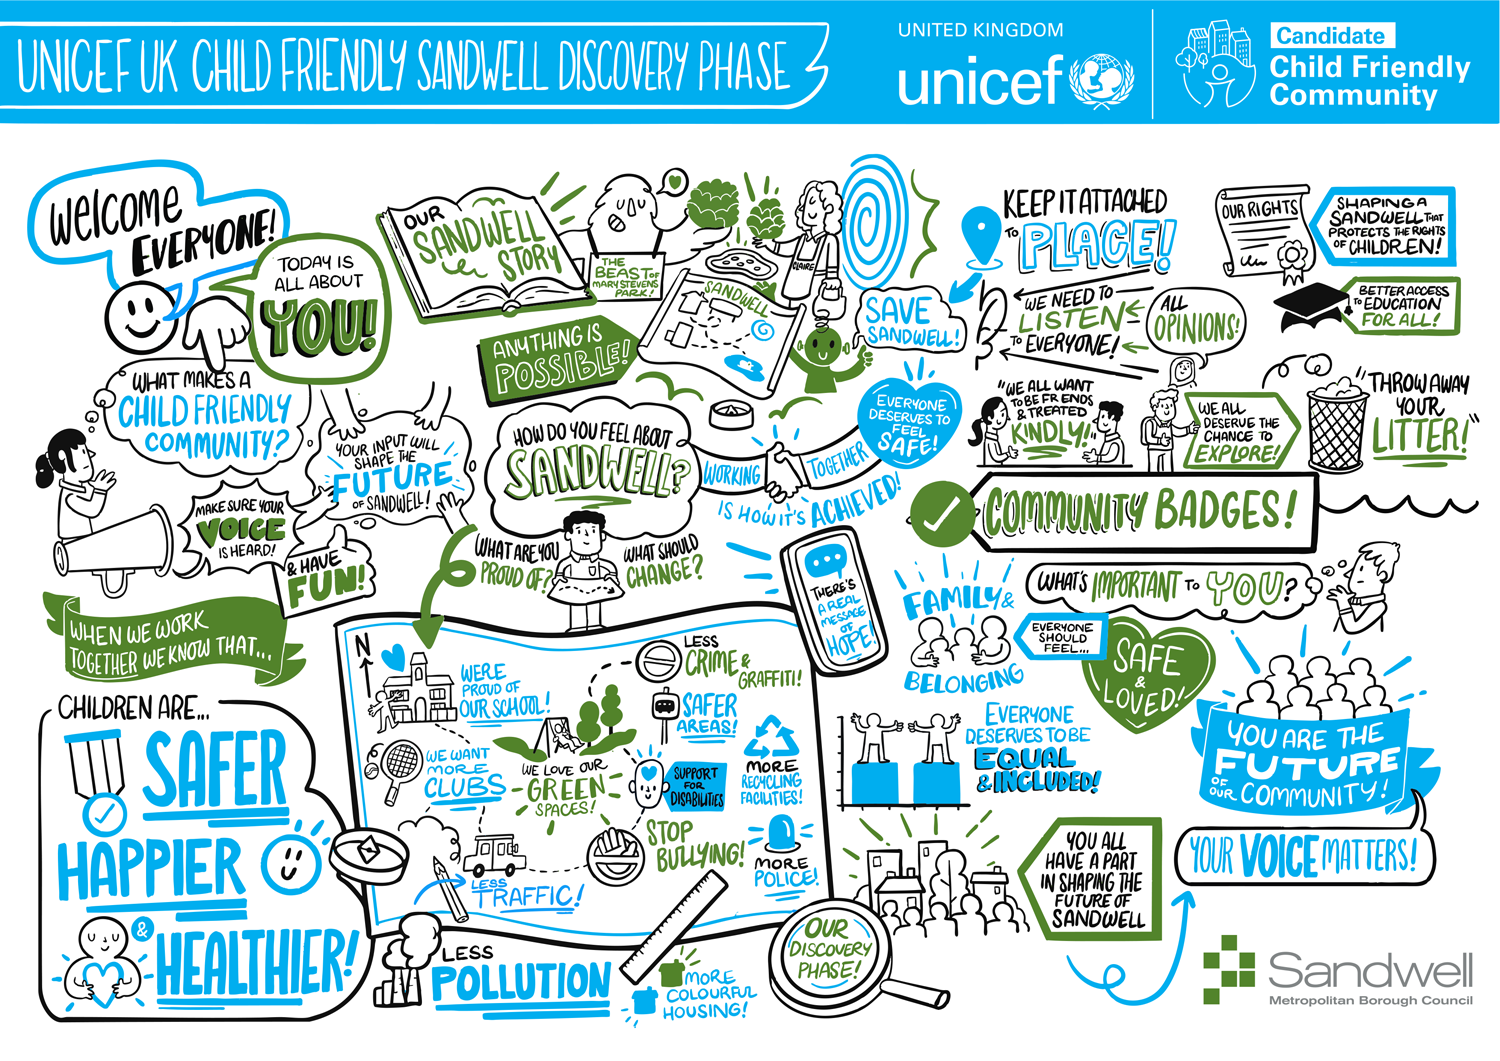 UNICEF UK CHILD FRIENDLY SANDWELL DISCOVERY PHASE
UNITED KINGDOM
unicef
Candidate
Child Friendly
Community
Welcome
EVERYONE!
TODAY IS
ALL ABOUT
YOU!
WHAT MAKES A
CHILD FRIENDLY
COMMUNITY?
YOUR INPUT WILL
SHAPE THE
FUTURE
OF SANDWELL!
MAKE SURE YOUR
VOICE
IS HEARD!
& HAVE
FUN!
WHEN WE WORK
TOGETHER WE KNOW THAT...
CHILDREN ARE...
SAFER
HAPPIER
&
HEALTHIER!
OUR
SANDWELL
STORY
THE
BEAST OF
MARY STEVENS
PARK!
CLAIRE
ANYTHING IS
POSSIBLE!
SANDWELL
SAVE
SANDWELL!
HOW DO YOU FEEL ABOUT
SANDWELL?
WORKING
TOGETHER
IS HOW IT'S ACHIEVED!
EVERYONE
DESERVES TO
FEEL
SAFE!
WHAT ARE YOU
PROUD OF?
WHAT SHOULD
CHANGE?
THERE'S
A REAL
MESSAGE
OF
HOPE!
N
WE'RE
PROUD OF
OUR SCHOOL!
WE WANT
MORE
CLUBS
WE LOVE OUR
GREEN
SPACES!
LESS
TRAFFIC!
LESS
CRIME &
GRAFFITI!
SAFER
AREAS!
SUPPORT
FOR
DISABILITIES
MORE
RECYCLING
FACILITIES!
STOP
BULLYING!
MORE
POLICE!
LESS
POLLUTION
MORE
COLOURFUL
HOUSING!
OUR
DISCOVERY
PHASE!
KEEP IT ATTACHED
TO PLACE!
OUR RIGHTS
SHAPING A
SANDWELL THAT
PROTECTS THE RIGHTS
OF CHILDREN!
BETTER ACCESS
TO EDUCATION
FOR ALL!
WE NEED TO
LISTEN
TO EVERYONE!
ALL
OPINIONS!
"WE ALL WANT
TO BE FRIENDS
& TREATED
KINDLY!"
WE ALL
DESERVE THE
CHANCE TO
EXPLORE!
"THROW AWAY
YOUR
LITTER!"
COMMUNITY BADGES!
WHAT'S IMPORTANT TO YOU?
FAMILY &
BELONGING
EVERYONE
SHOULD
FEEL...
SAFE
&
LOVED!
EVERYONE
DESERVES TO BE
EQUAL
& INCLUDED!
YOU ARE THE
FUTURE
OF OUR COMMUNITY!
YOUR VOICE MATTERS!
YOU ALL
HAVE A PART
IN SHAPING THE
FUTURE OF
SANDWELL
Sandwell
Metropolitan Borough Council